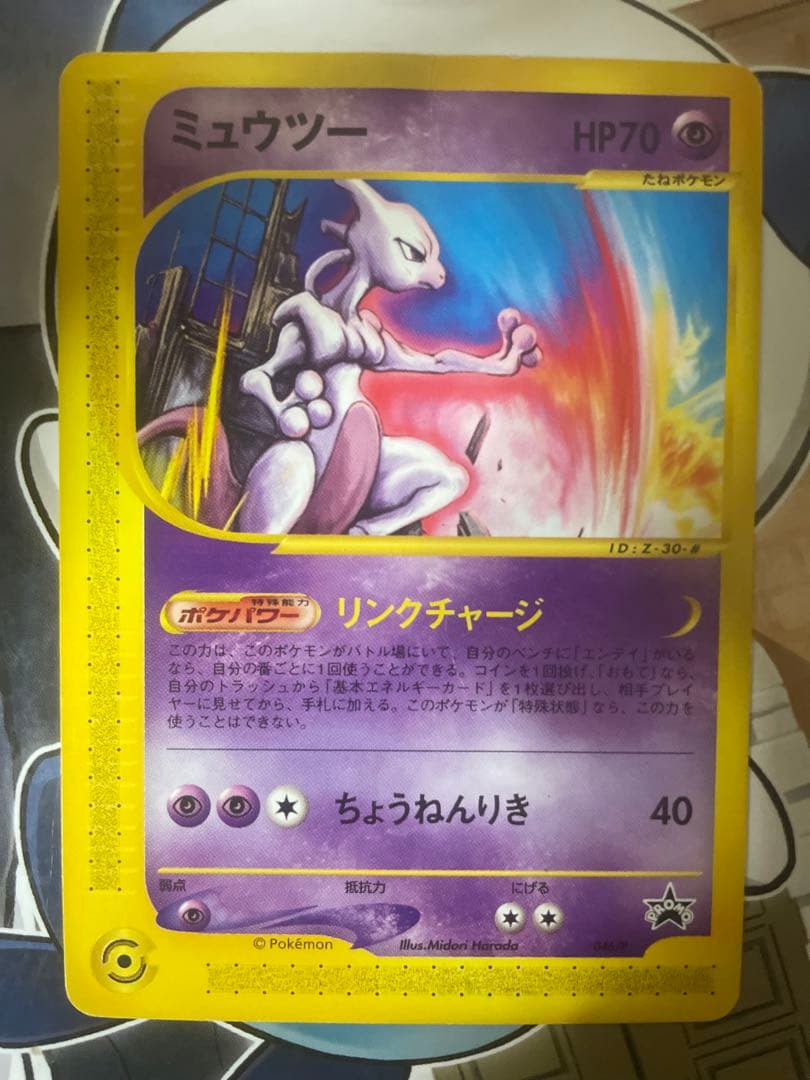 ミュウツー HP70
たねポケモン
ID:Z-30-#
特殊能力
ポケパワー リンクチャージ
この力は、このポケモンがバトル場にいて、自分のベンチに「エンテイ」がいる
なら、自分の番ごとに1回使うことができる。コインを1回投げ、「おもて」なら、
自分のトラッシュから「基本エネルギーカード」を1枚選び出し、相手プレイ
ヤーに見せてから、手札に加える。このポケモンが「特殊状態」なら、この力を
使うことはできない。
ちょうねんりき 40
弱点 抵抗力 にげる
PROMO
© Pokémon Illus.Midori Harada 046/P